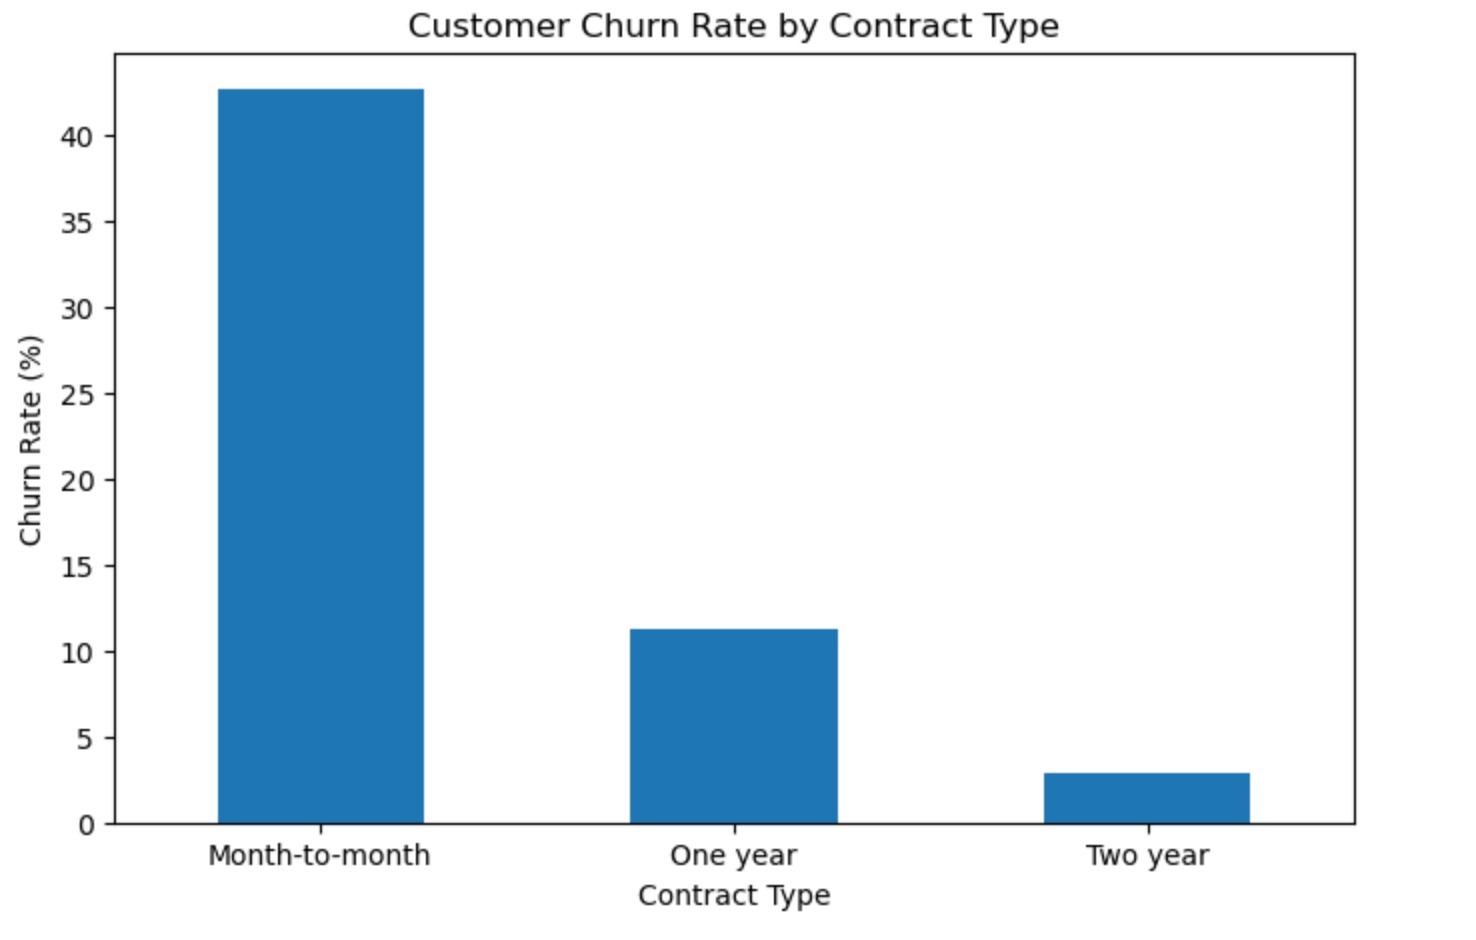 Customer Churn Rate by Contract Type
Churn Rate (%)
40
35
30
25
20
15
10
5
0
Month-to-month One year Two year
Contract Type